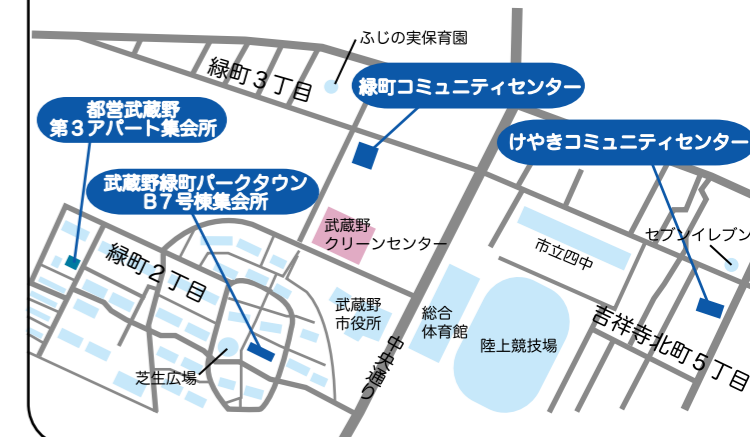 ふじの実保育園
緑町3丁目
緑町コミュニティセンター
都営武蔵野
第3アパート集会所
けやきコミュニティセンター
武蔵野緑町パークタウン
B7号棟集会所
武蔵野
クリーンセンター
セブンイレブン
市立四中
緑町2丁目
武蔵野
市役所
総合
体育館
陸上競技場
吉祥寺北町5丁目
中央通り
芝生広場